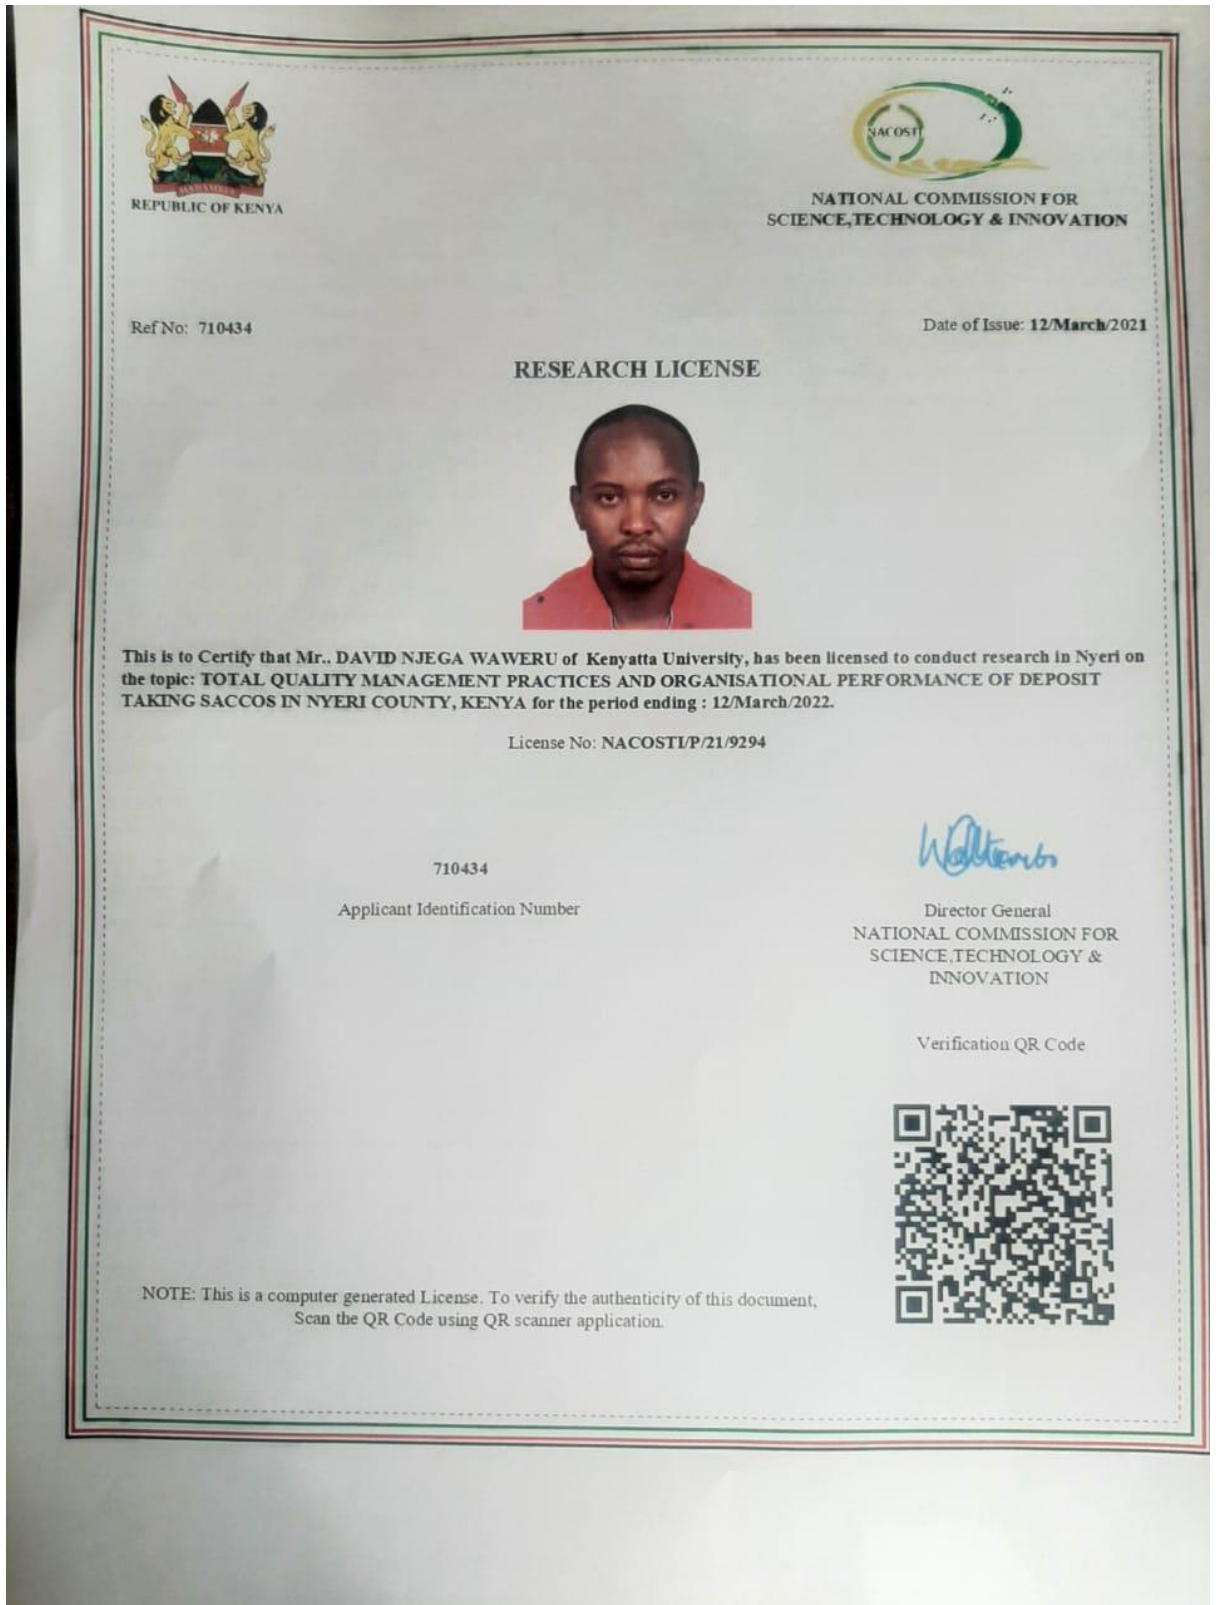 HARAMBEE
REPUBLIC OF KENYA
NACOSTI
NATIONAL COMMISSION FOR
SCIENCE,TECHNOLOGY & INNOVATION
Ref No: 710434
Date of Issue: 12/March/2021
RESEARCH LICENSE
This is to Certify that Mr.. DAVID NJEGA WAWERU of Kenyatta University, has been licensed to conduct research in Nyeri on
the topic: TOTAL QUALITY MANAGEMENT PRACTICES AND ORGANISATIONAL PERFORMANCE OF DEPOSIT
TAKING SACCOS IN NYERI COUNTY, KENYA for the period ending : 12/March/2022.
License No: NACOSTI/P/21/9294
710434
Applicant Identification Number
Director General
NATIONAL COMMISSION FOR
SCIENCE,TECHNOLOGY &
INNOVATION
Verification QR Code
NOTE: This is a computer generated License. To verify the authenticity of this document,
Scan the QR Code using QR scanner application.